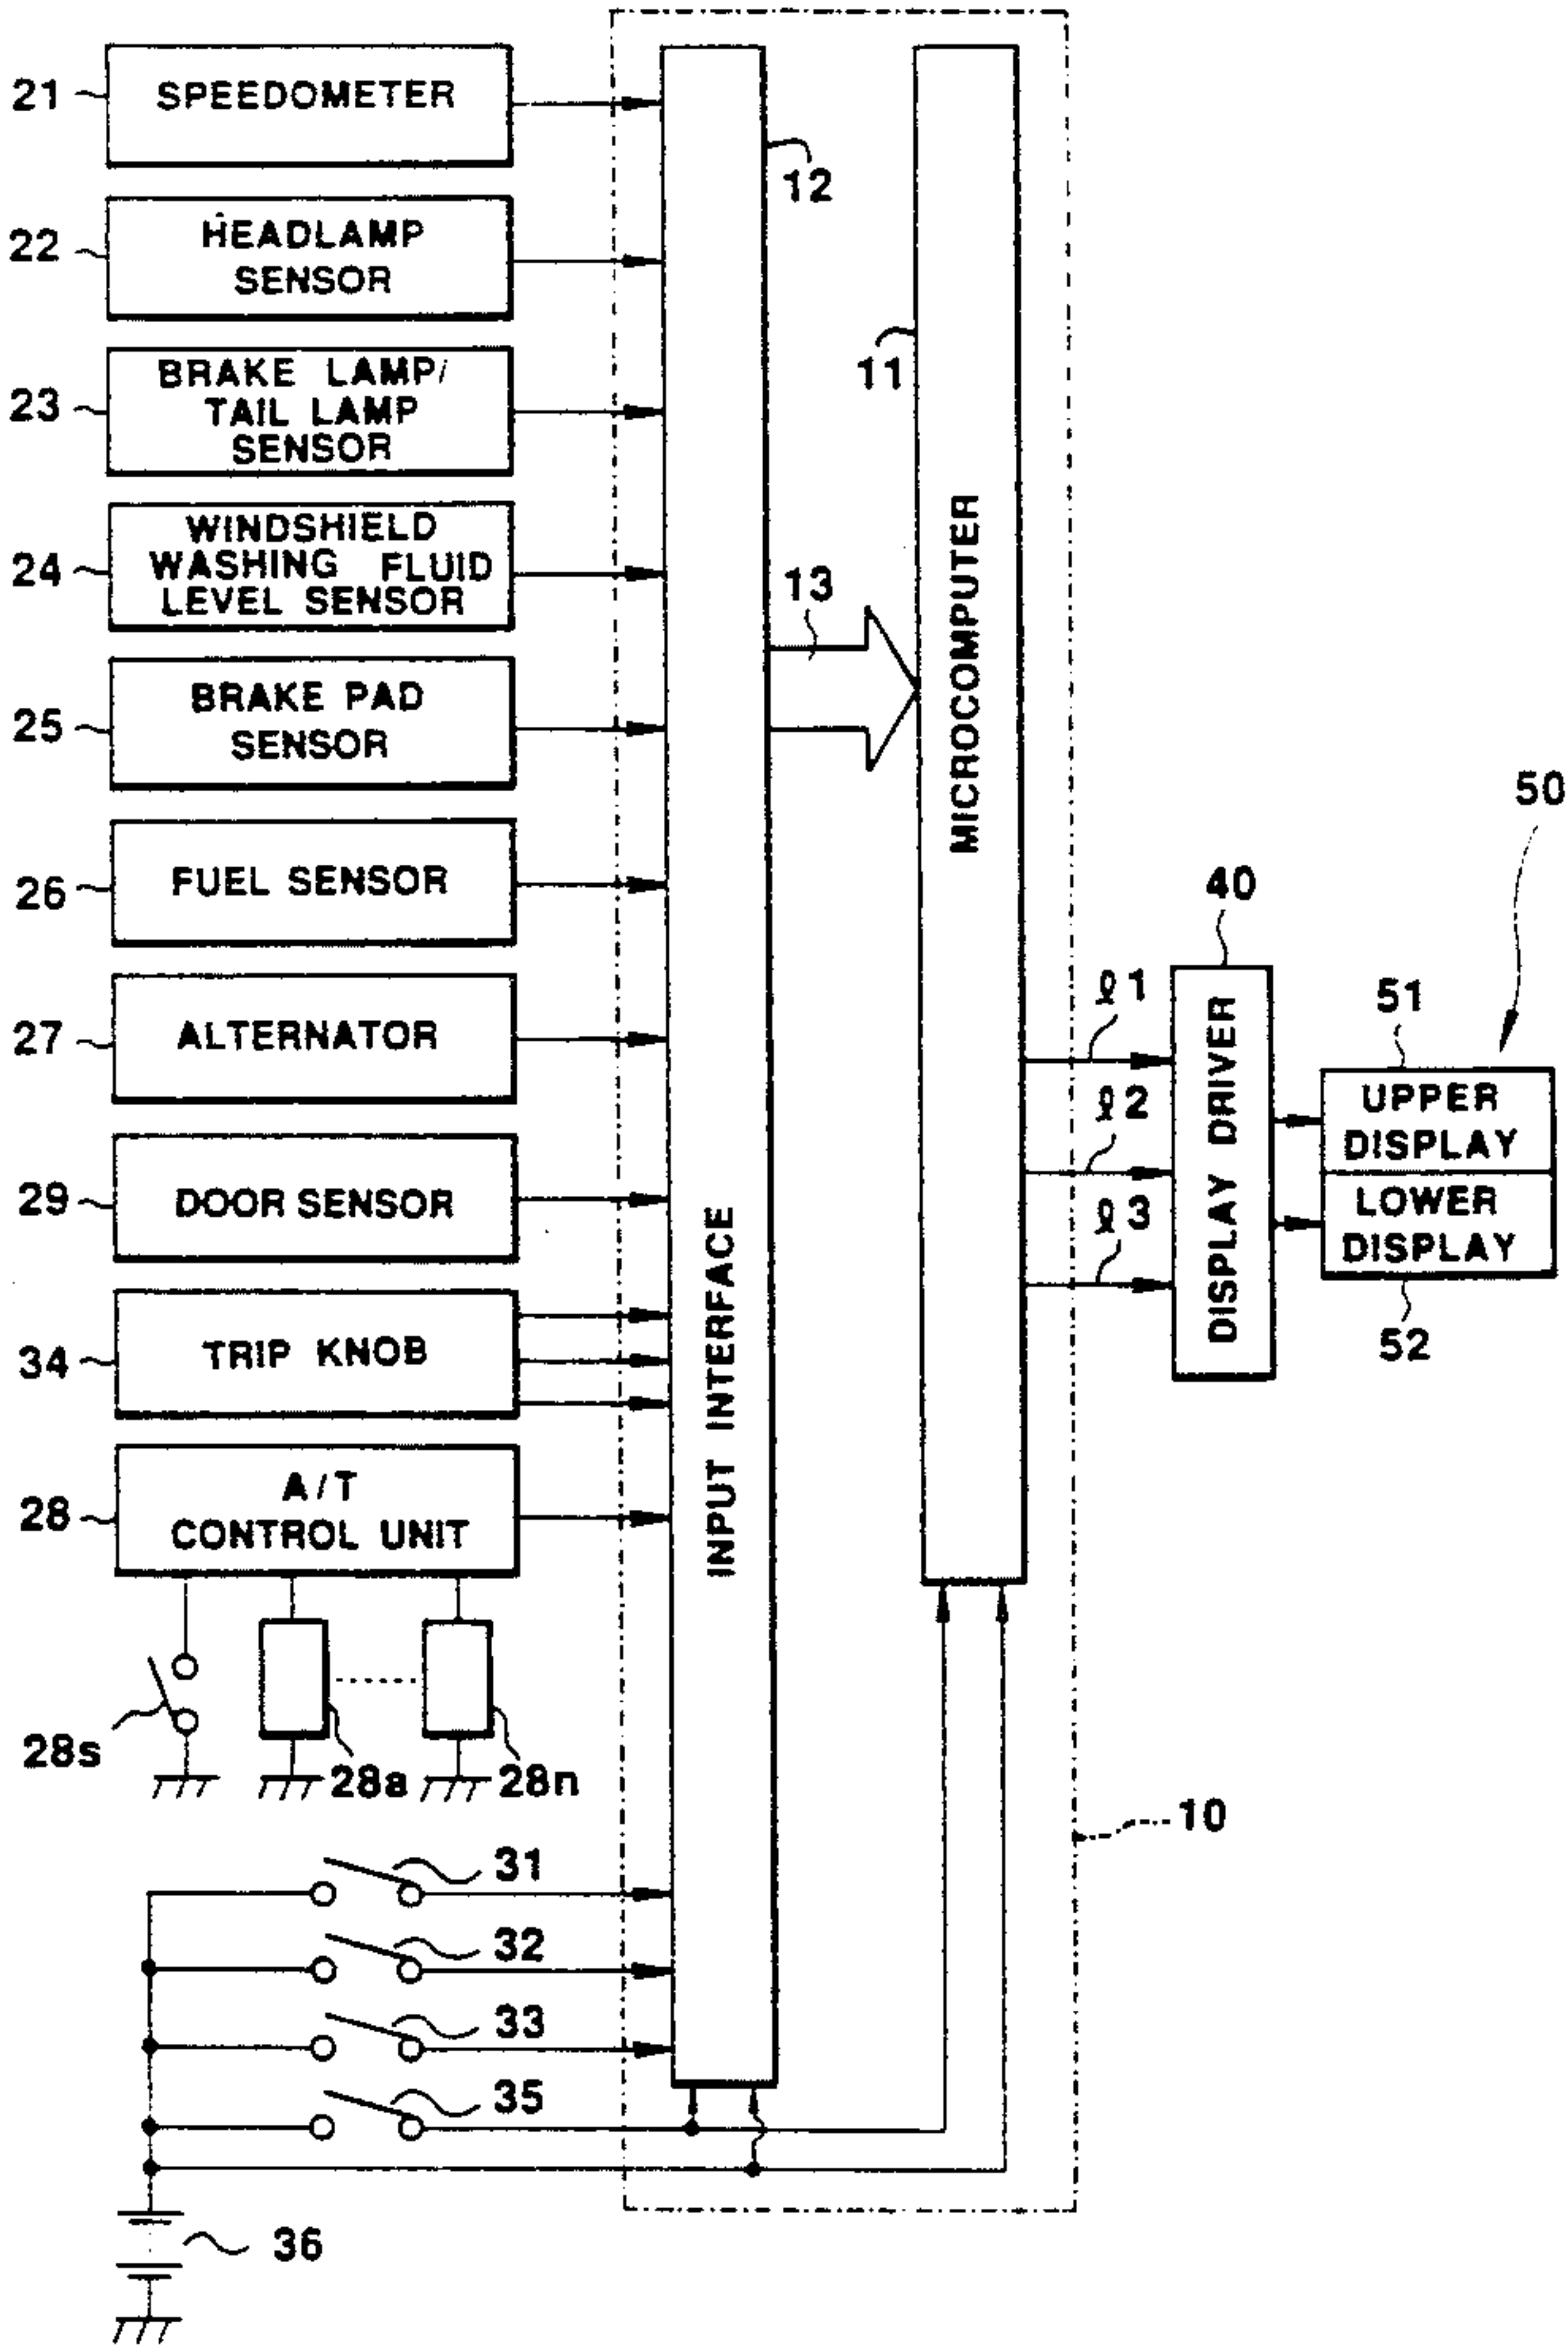 21
SPEEDOMETER
12
22
HEADLAMP
SENSOR
11
23
BRAKE LAMP/
TAIL LAMP
SENSOR
24
WINDSHIELD
WASHING FLUID
LEVEL SENSOR
13
25
BRAKE PAD
SENSOR
MICROCOMPUTER
50
26
FUEL SENSOR
40
27
ALTERNATOR
ℓ1
51
DISPLAY DRIVER
UPPER
DISPLAY
ℓ2
29
DOOR SENSOR
ℓ3
LOWER
DISPLAY
52
INPUT INTERFACE
34
TRIP KNOB
28
A/T
CONTROL UNIT
28s
28a
28n
10
31
32
33
35
36